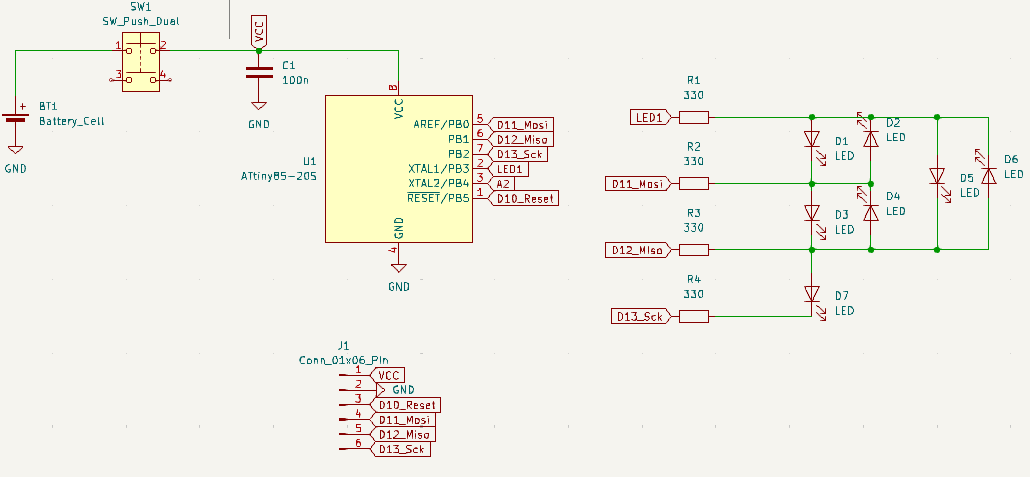 SW1
SW_Push_Dual
1
2
3
4
VCC
C1
100n
GND
+
BT1
Battery_Cell
GND
8
VCC
U1
ATtiny85-20S
AREF/PB0
5
D11_Mosi
PB1
6
D12_Miso
PB2
7
D13_Sck
XTAL1/PB3
2
LED1
XTAL2/PB4
3
A2
RESET/PB5
1
D10_Reset
GND
4
GND
R1
330
LED1
R2
330
D11_Mosi
R3
330
D12_Miso
R4
330
D13_Sck
D1
LED
D2
LED
D3
LED
D4
LED
D5
LED
D6
LED
D7
LED
J1
Conn_01x06_Pin
1
VCC
2
GND
3
D10_Reset
4
D11_Mosi
5
D12_Miso
6
D13_Sck